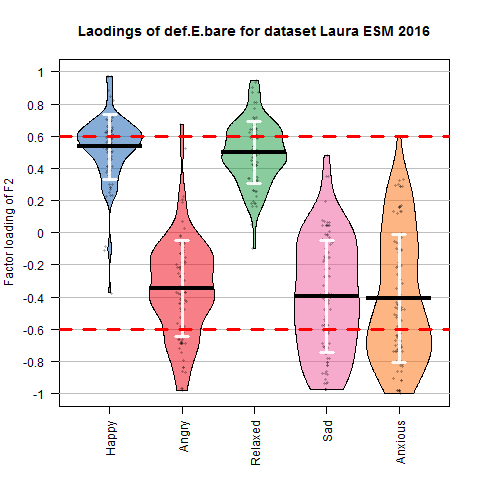 Laodings of def.E.bare for dataset Laura ESM 2016
Factor loading of F2
1
0.8
0.6
0.4
0.2
0
-0.2
-0.4
-0.6
-0.8
-1
Happy
Angry
Relaxed
Sad
Anxious